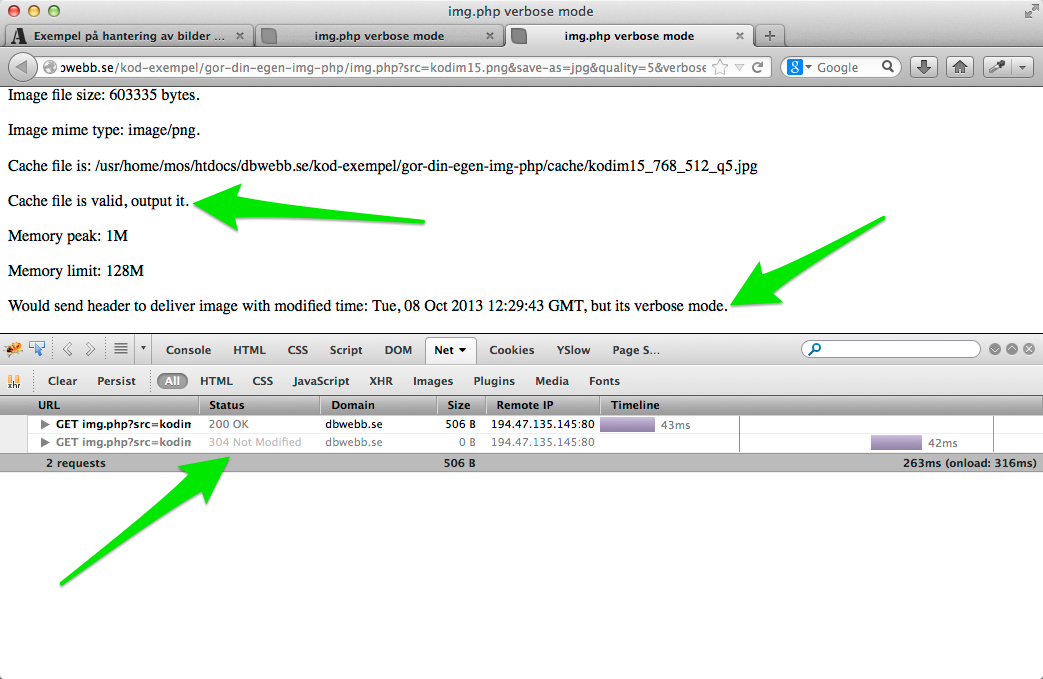 img.php verbose mode
Exempel på hantering av bilder ...
img.php verbose mode
img.php verbose mode
owebb.se/kod-exempel/gor-din-egen-img-php/img.php?src=kodim15.png&save-as=jpg&quality=5&verbose
Google
Image file size: 603335 bytes.
Image mime type: image/png.
Cache file is: /usr/home/mos/htdocs/dbwebb.se/kod-exempel/gor-din-egen-img-php/cache/kodim15_768_512_q5.jpg
Cache file is valid, output it.
Memory peak: 1M
Memory limit: 128M
Would send header to deliver image with modified time: Tue, 08 Oct 2013 12:29:43 GMT, but its verbose mode.
Console HTML CSS Script DOM Net Cookies YSlow Page S...
xhr Clear Persist All HTML CSS JavaScript XHR Images Plugins Media Fonts
URL Status Domain Size Remote IP Timeline
GET img.php?src=kodin 200 OK dbwebb.se 506 B 194.47.135.145:80 43ms
GET img.php?src=kodin 304 Not Modified dbwebb.se 0 B 194.47.135.145:80 42ms
2 requests 506 B 263ms (onload: 316ms)